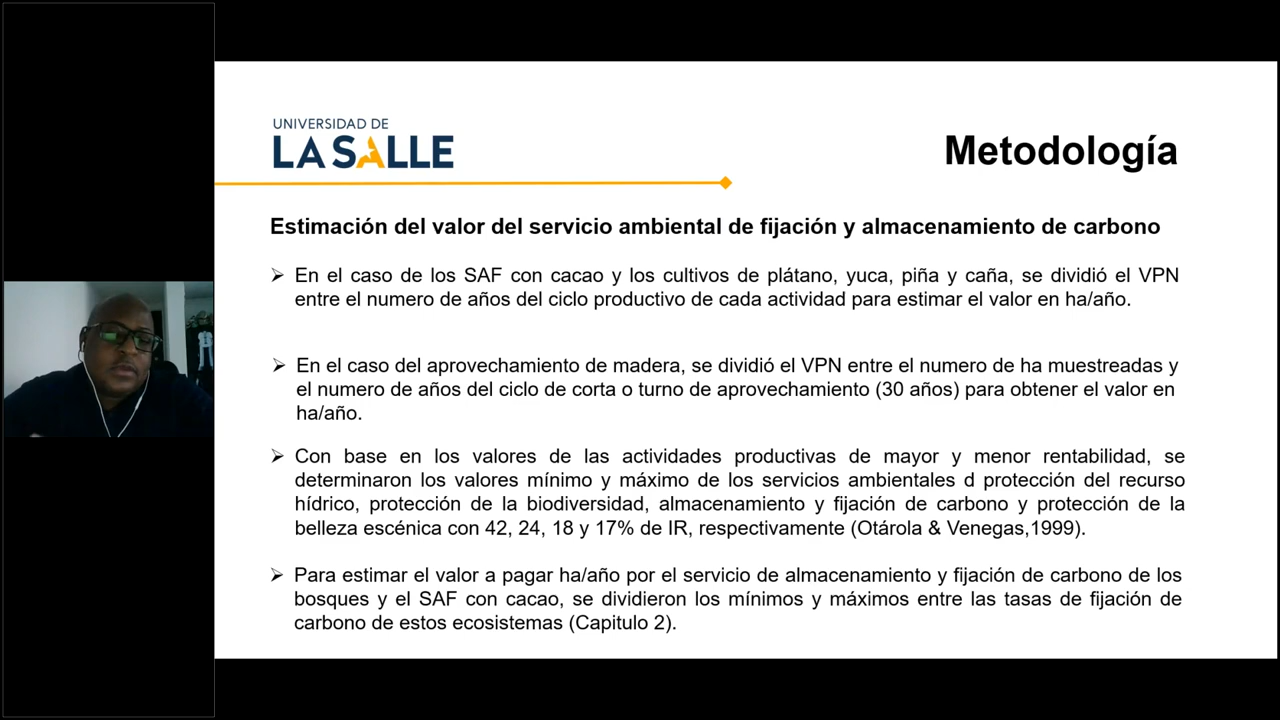 UNIVERSIDAD DE
LA SALLE
Metodología
Estimación del valor del servicio ambiental de fijación y almacenamiento de carbono
➢ En el caso de los SAF con cacao y los cultivos de plátano, yuca, piña y caña, se dividió el VPN
entre el numero de años del ciclo productivo de cada actividad para estimar el valor en ha/año.
➢ En el caso del aprovechamiento de madera, se dividió el VPN entre el numero de ha muestreadas y
el numero de años del ciclo de corta o turno de aprovechamiento (30 años) para obtener el valor en
ha/año.
➢ Con base en los valores de las actividades productivas de mayor y menor rentabilidad, se
determinaron los valores mínimo y máximo de los servicios ambientales d protección del recurso
hídrico, protección de la biodiversidad, almacenamiento y fijación de carbono y protección de la
belleza escénica con 42, 24, 18 y 17% de IR, respectivamente (Otárola & Venegas,1999).
➢ Para estimar el valor a pagar ha/año por el servicio de almacenamiento y fijación de carbono de los
bosques y el SAF con cacao, se dividieron los mínimos y máximos entre las tasas de fijación de
carbono de estos ecosistemas (Capitulo 2).